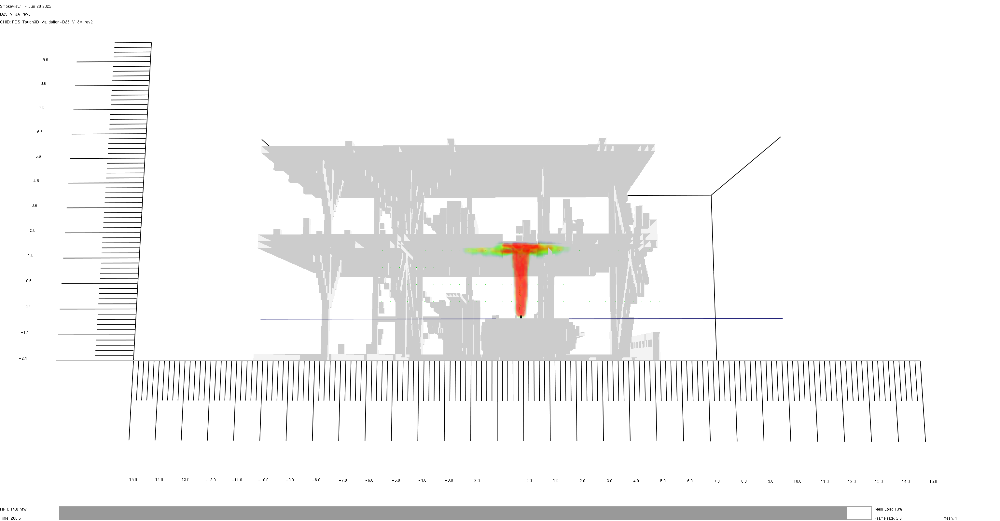 Smokeview - Jun 28 2022
D25_V_3A_rev2
CHID: FDS_Touch3D_Validation-D25_V_3A_rev2
9.6
8.6
7.6
6.6
5.6
4.6
3.6
2.6
1.6
0.6
-0.4
-1.4
-2.4
-15.0 -14.0 -13.0 -12.0 -11.0 -10.0 -9.0 -8.0 -7.0 -6.0 -5.0 -4.0 -3.0 -2.0 - 0.0 1.0 2.0 3.0 4.0 5.0 6.0 7.0 8.0 9.0 10.0 11.0 12.0 13.0 14.0 15.0
HRR: 14.8 MW
Mem Load:13%
Time: 208.5
Frame rate: 2.6
mesh: 1